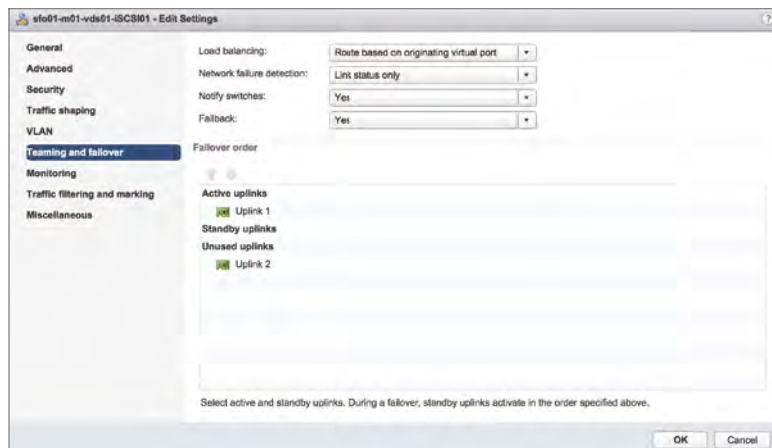 sfo01-m01-vds01-iSCSI01 - Edit Settings
?
General
Advanced
Security
Traffic shaping
VLAN
Teaming and failover
Monitoring
Traffic filtering and marking
Miscellaneous
Load balancing: Route based on originating virtual port
Network failure detection: Link status only
Notify switches: Yes
Failback: Yes
Failover order
Active uplinks
Uplink 1
Standby uplinks
Unused uplinks
Uplink 2
Select active and standby uplinks. During a failover, standby uplinks activate in the order specified above.
OK Cancel